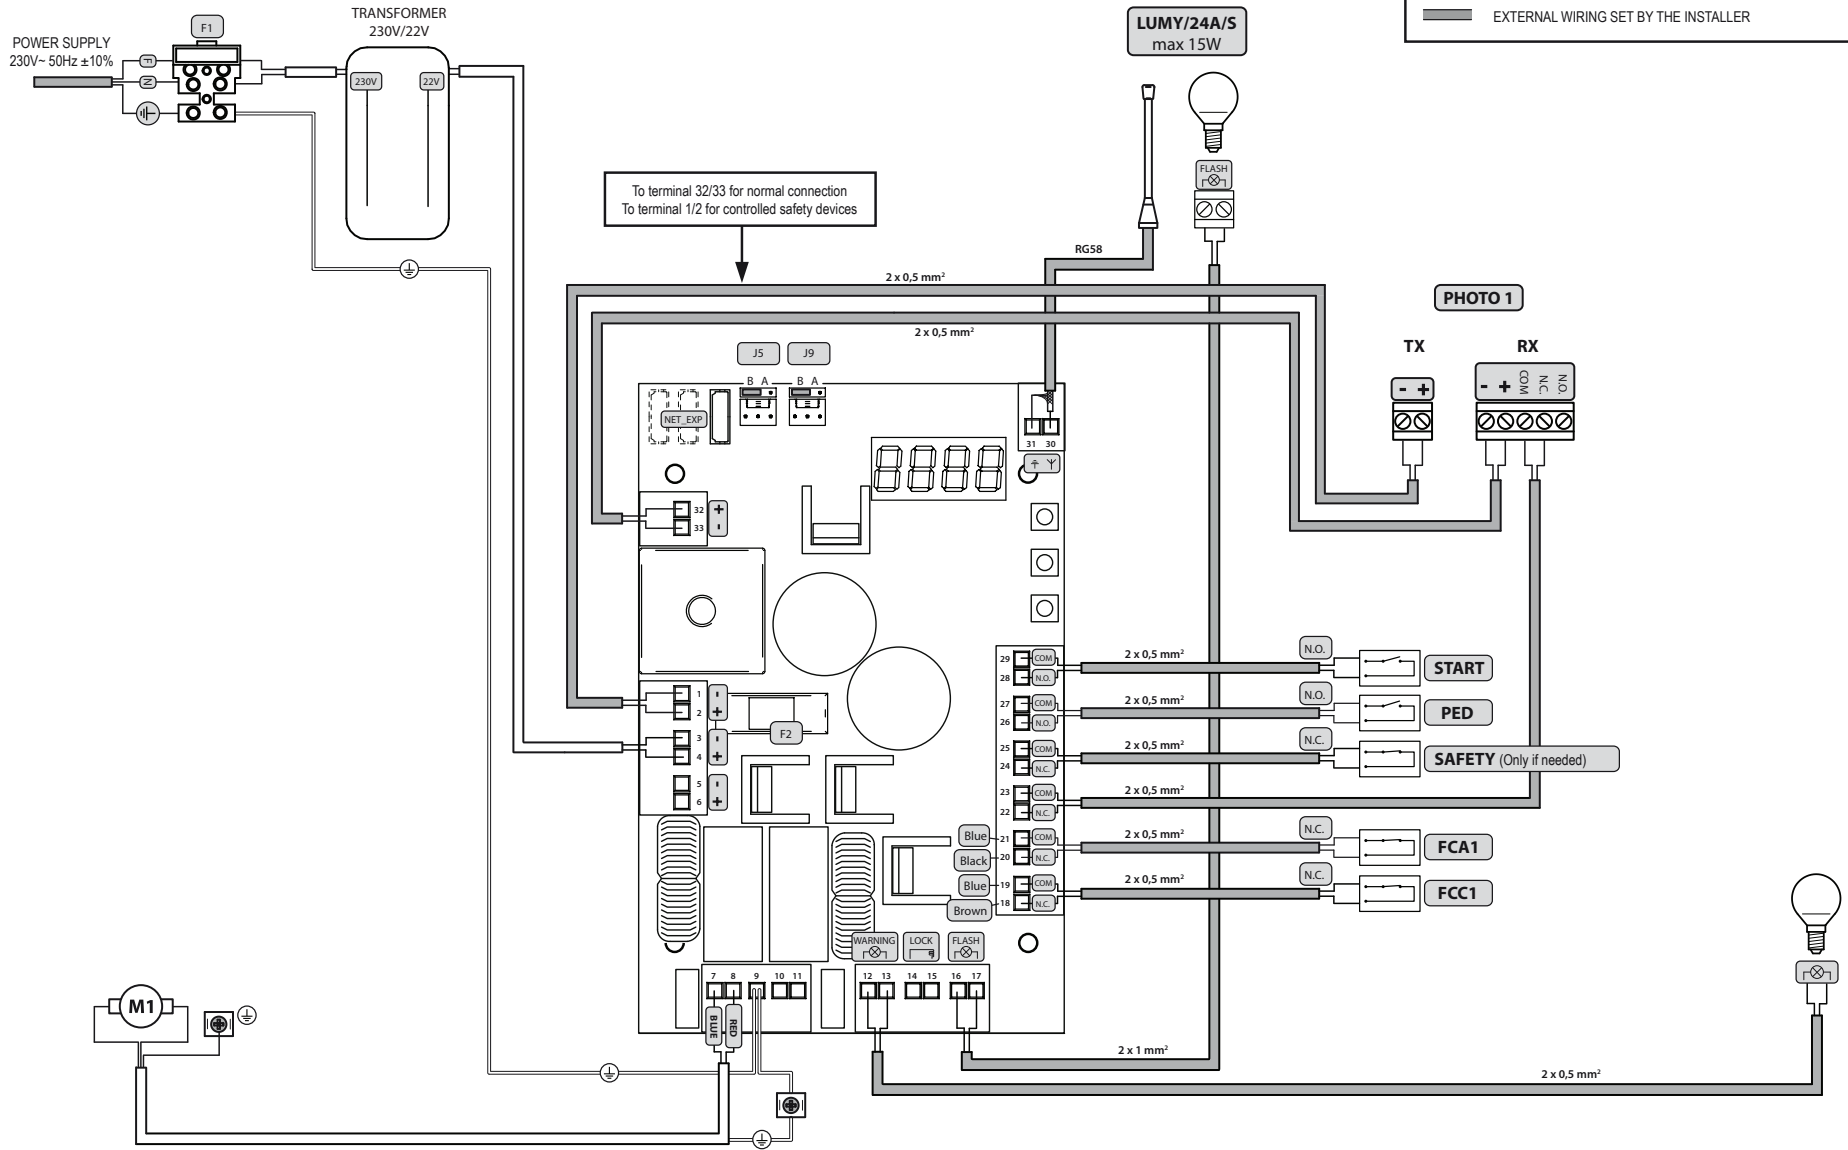 EXTERNAL WIRING SET BY THE INSTALLER
TRANSFORMER
230V/22V
F1
POWER SUPPLY
230V~ 50Hz ±10%
F
N
230V
22V
LUMY/24A/S
max 15W
FLASH
To terminal 32/33 for normal connection
To terminal 1/2 for controlled safety devices
RG58
2 x 0,5 mm²
2 x 0,5 mm²
PHOTO 1
TX
RX
- +
- + COM N.C. N.O.
J5
J9
B A
B A
NET_EXP
31 30
32 +
33 -
1 -
2 +
3 -
4 +
5 -
6 +
F2
29 COM
28 N.O.
2 x 0,5 mm²
N.O.
START
27 COM
26 N.O.
2 x 0,5 mm²
N.O.
PED
25 COM
24 N.C.
2 x 0,5 mm²
N.C.
SAFETY (Only if needed)
23 COM
22 N.C.
2 x 0,5 mm²
Blue 21 COM
Black 20 N.C.
2 x 0,5 mm²
N.C.
FCA1
Blue 19 COM
Brown 18 N.C.
2 x 0,5 mm²
N.C.
FCC1
WARNING
LOCK
FLASH
7 8 9 10 11
12 13 14 15 16 17
BLUE
RED
M1
2 x 1 mm²
2 x 0,5 mm²